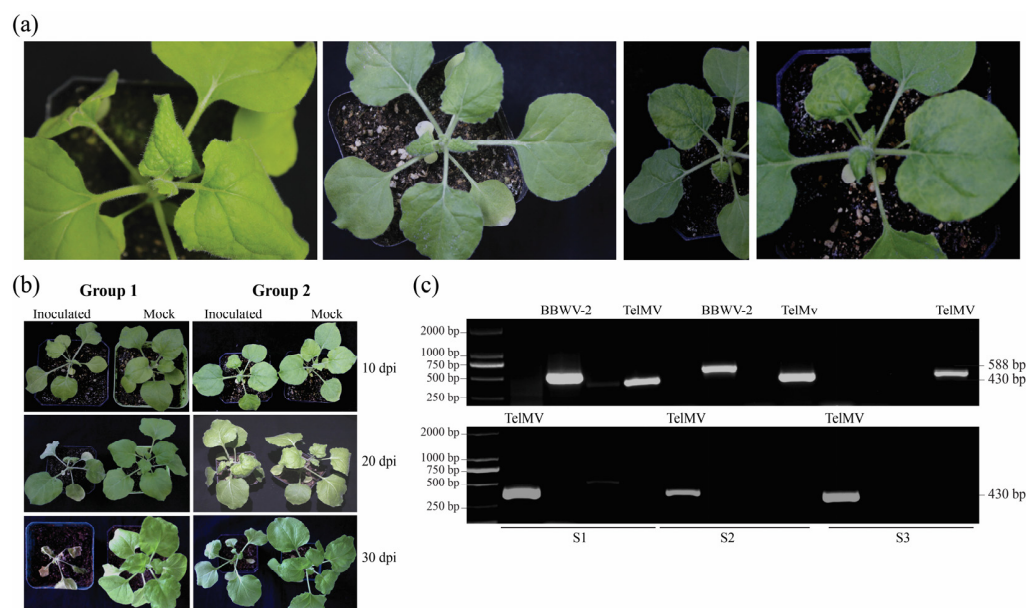 (a)
(b)
Group 1 Group 2
Inoculated Mock Inoculated Mock
10 dpi
20 dpi
30 dpi
(c)
BBWV-2 TelMV BBWV-2 TelMv TelMV
2000 bp
1000 bp
750 bp
500 bp
250 bp
588 bp
430 bp
TelMV TelMV TelMV
2000 bp
1000 bp
750 bp
500 bp
250 bp
430 bp
S1 S2 S3